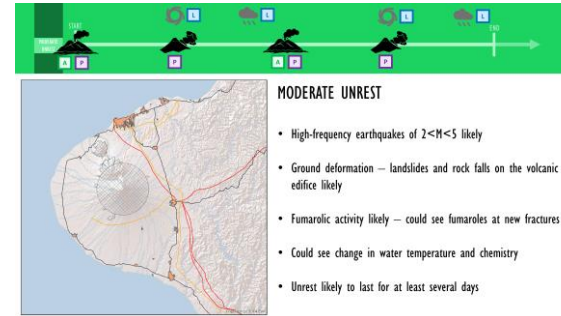 START
L
L
L
L
END
MODERATE
UNREST
A P
P
A P
P
MODERATE UNREST
• High-frequency earthquakes of 2<M<5 likely
• Ground deformation – landslides and rock falls on the volcanic
edifice likely
• Fumarolic activity likely – could see fumaroles at new fractures
• Could see change in water temperature and chemistry
• Unrest likely to last for at least several days